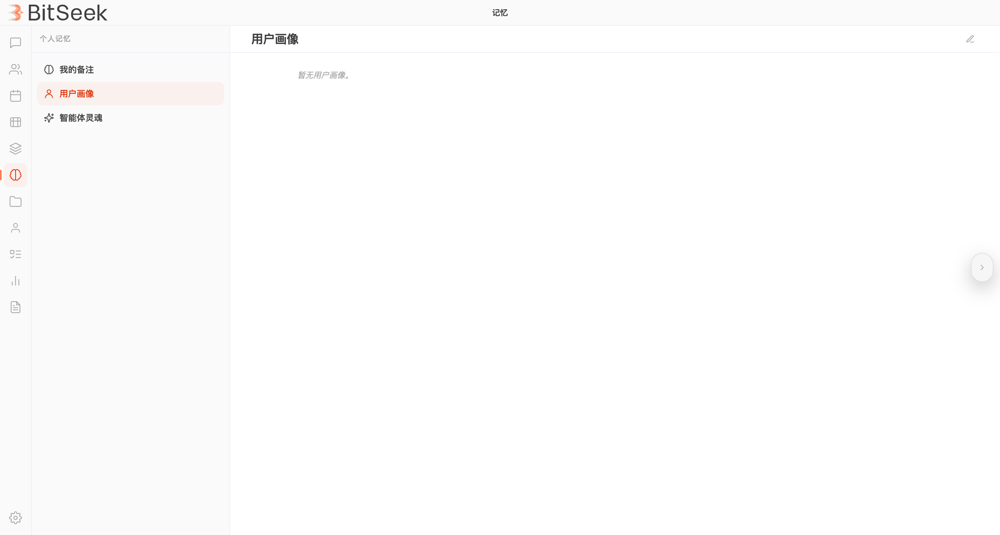 BitSeek
记忆
个人记忆
用户画像
我的备注
用户画像
智能体灵魂
暂无用户画像。